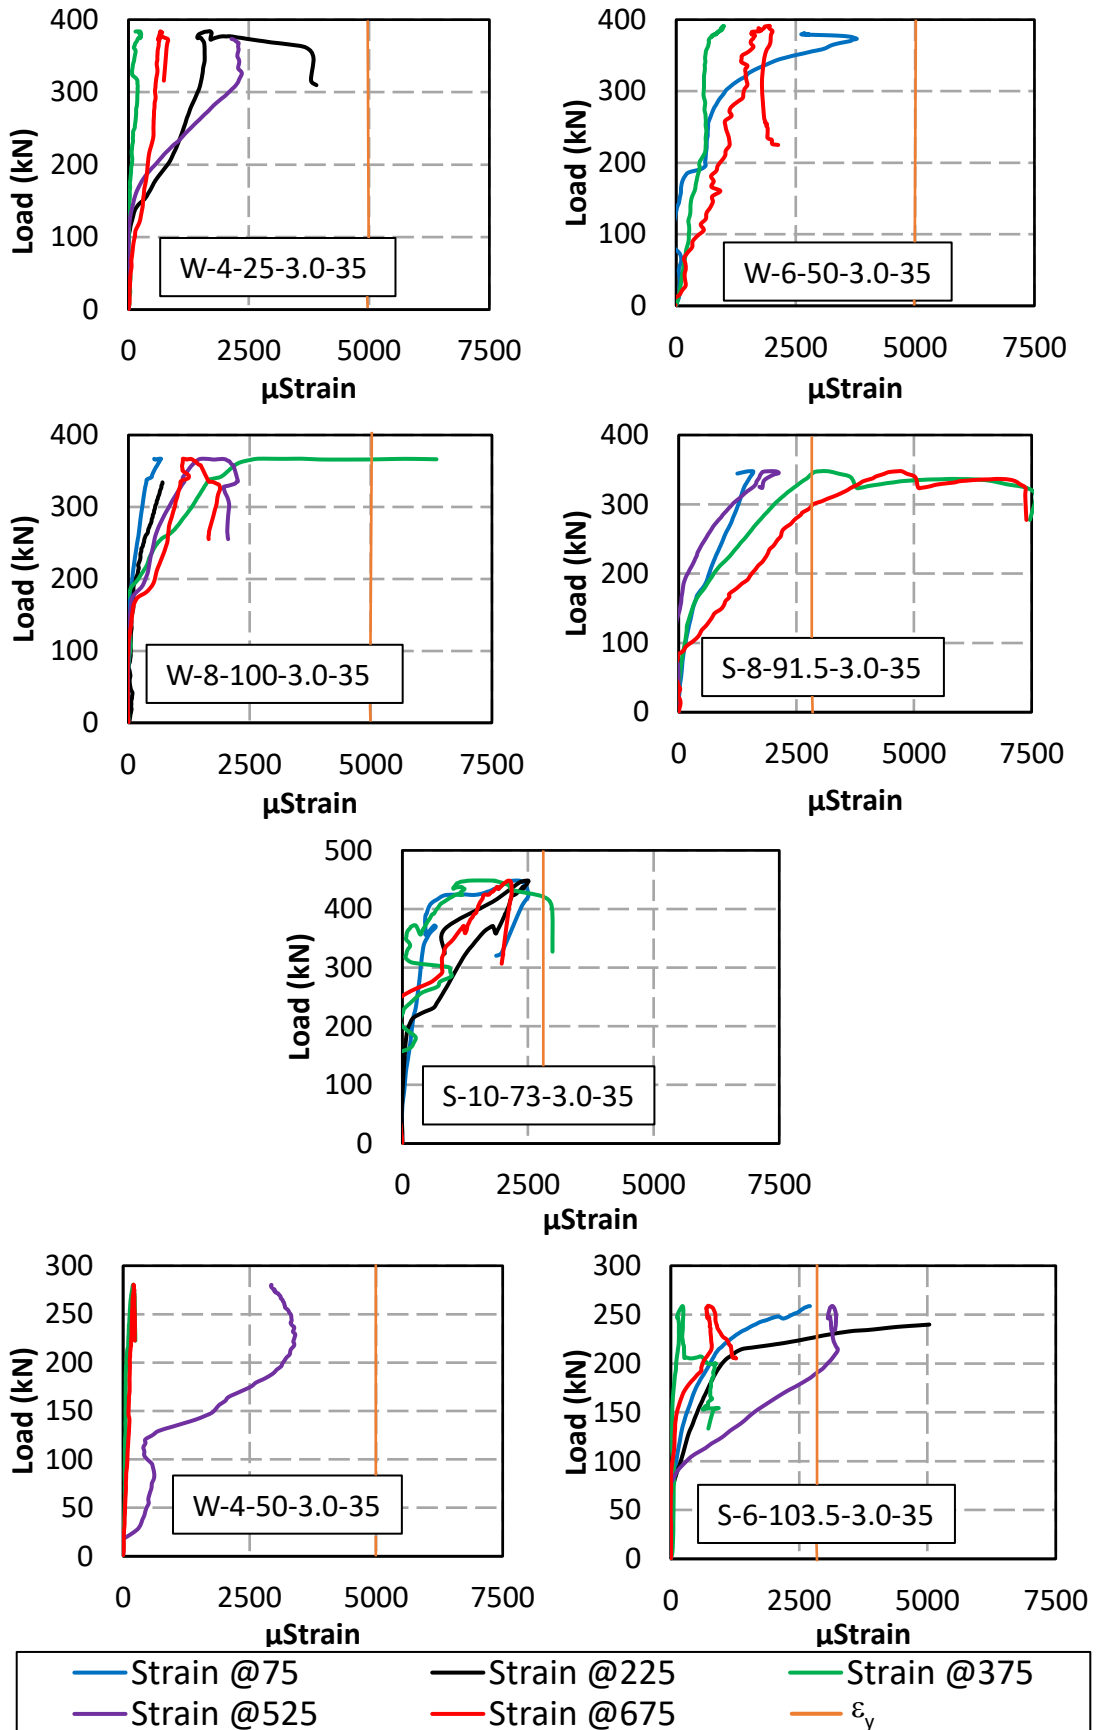 400
300
200
100
0
Load (kN)
W-4-25-3.0-35
0 2500 5000 7500
µStrain
400
300
200
100
0
Load (kN)
W-6-50-3.0-35
0 2500 5000 7500
µStrain
400
300
200
100
0
Load (kN)
W-8-100-3.0-35
0 2500 5000 7500
µStrain
400
300
200
100
0
Load (kN)
S-8-91.5-3.0-35
0 2500 5000 7500
µStrain
500
400
300
200
100
0
Load (kN)
S-10-73-3.0-35
0 2500 5000 7500
µStrain
300
250
200
150
100
50
0
Load (kN)
W-4-50-3.0-35
0 2500 5000 7500
µStrain
300
250
200
150
100
50
0
Load (kN)
S-6-103.5-3.0-35
0 2500 5000 7500
µStrain
Strain @75 Strain @225 Strain @375
Strain @525 Strain @675 εy